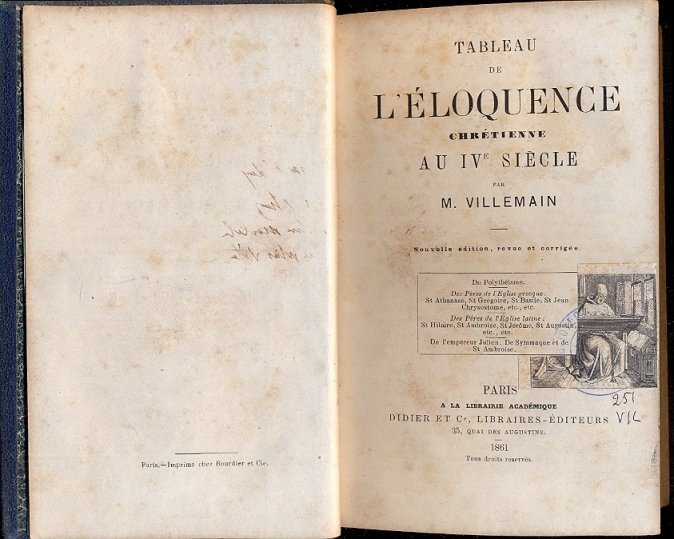 Paris.—Imprimé chez Bourdier et Cie.
TABLEAU
DE
L'ÉLOQUENCE
CHRÉTIENNE
AU IVE SIÈCLE
PAR
M. VILLEMAIN
Nouvelle édition, revue et corrigée.
Du Polythéisme.
Des Pères de l'Église grecque:
St Athanase, St Grégoire, St Basile, St Jean
Chrysostome, etc., etc.
Des Pères de l'Église latine:
St Hilaire, St Ambroise, St Jérôme, St Augustin,
etc., etc.
De l'empereur Julien. De Symmaque et de
St Ambroise.
PARIS
A LA LIBRAIRIE ACADÉMIQUE
DIDIER ET Ce, LIBRAIRES-ÉDITEURS
35, QUAI DES AUGUSTINS.
1861
Tous droits réservés.
251
VIL